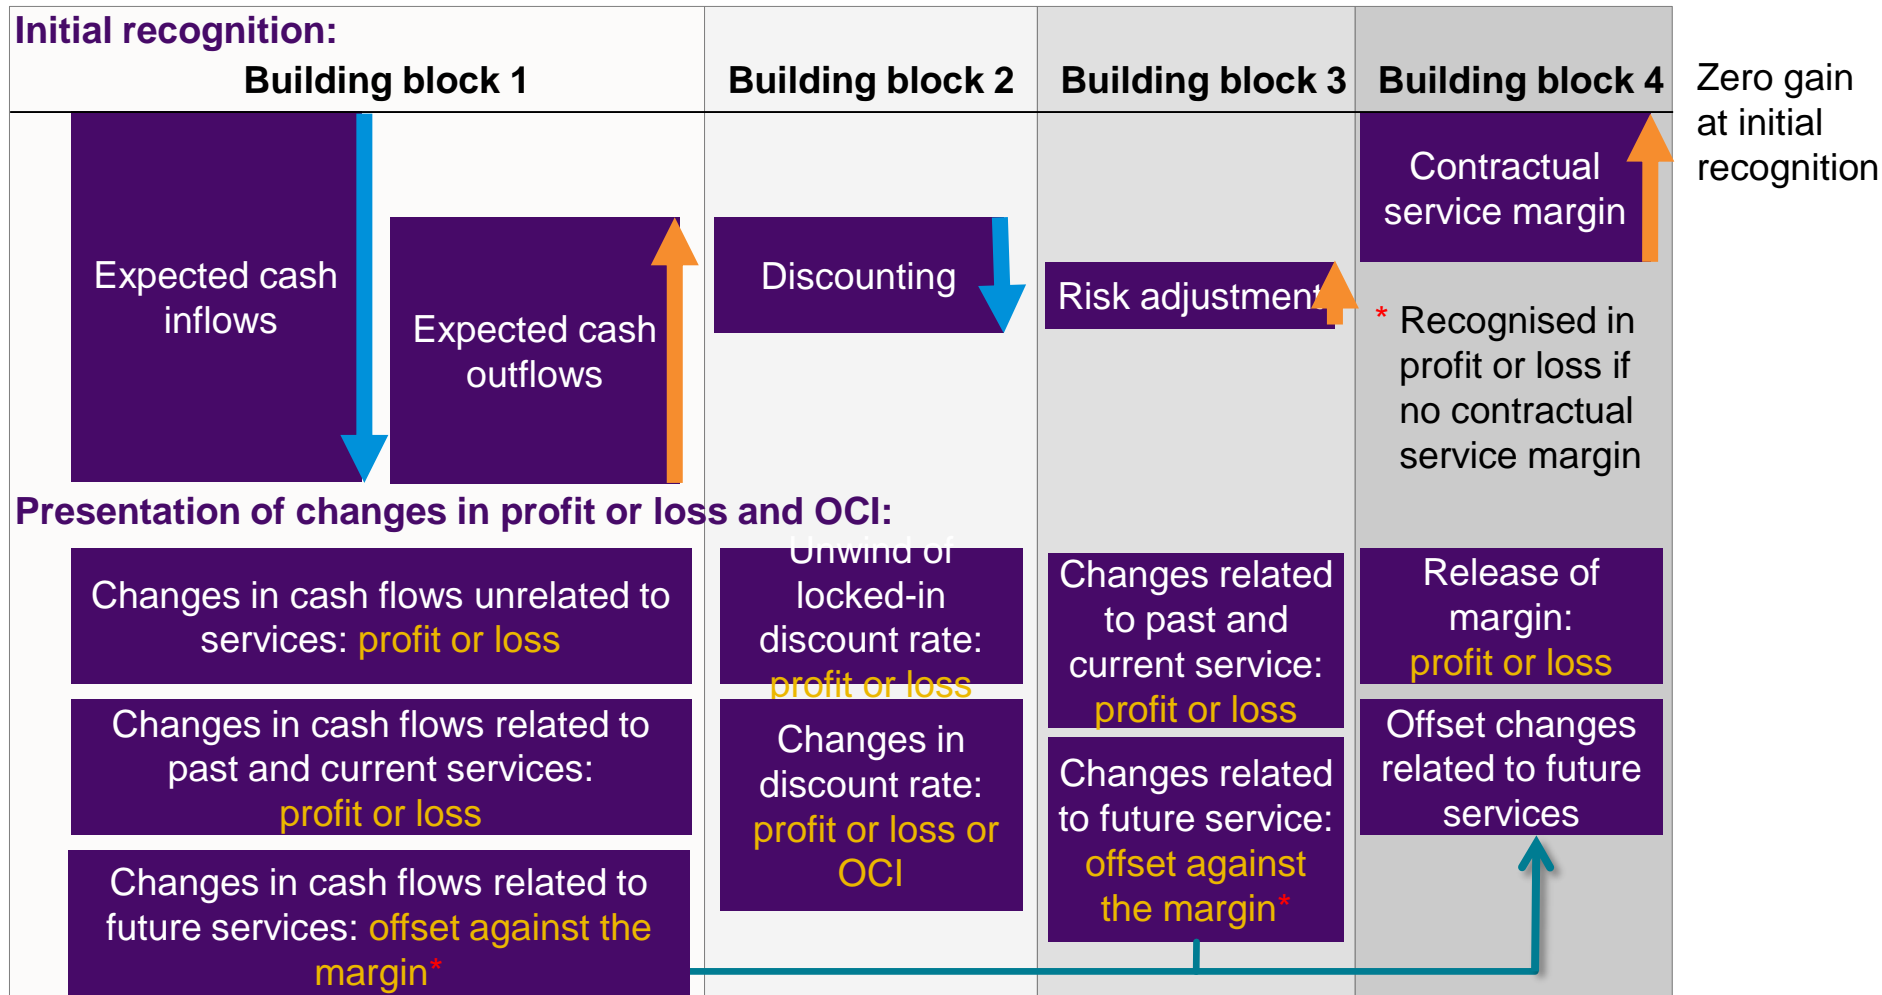 Initial recognition:
Building block 1
Building block 2
Building block 3
Building block 4
Zero gain
at initial
recognition
Expected cash
inflows
Expected cash
outflows
Discounting
Risk adjustment
Contractual
service margin
* Recognised in
profit or loss if
no contractual
service margin
Presentation of changes in profit or loss and OCI:
Changes in cash flows unrelated to
services: profit or loss
Changes in cash flows related to
past and current services:
profit or loss
Changes in cash flows related to
future services: offset against the
margin*
Unwind of
locked-in
discount rate:
profit or loss
Changes in
discount rate:
profit or loss or
OCI
Changes related
to past and
current service:
profit or loss
Changes related
to future service:
offset against
the margin*
Release of
margin:
profit or loss
Offset changes
related to future
services